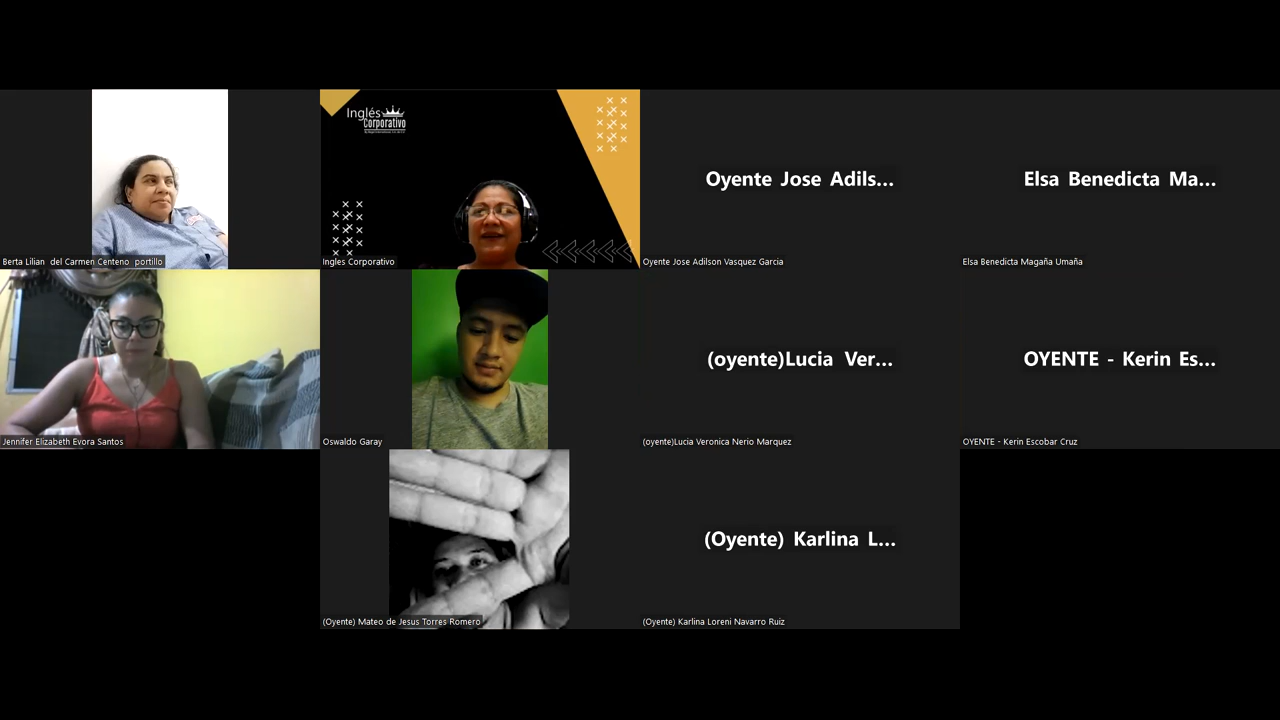 Inglés
Corporativo
Berta Lilian del Carmen Centeno portillo
Ingles Corporativo
Oyente Jose Adils...
Oyente Jose Adilson Vasquez Garcia
Elsa Benedicta Ma...
Elsa Benedicta Magaña Umaña
Jennifer Elizabeth Evora Santos
Oswaldo Garay
(oyente)Lucia Ver...
(oyente)Lucia Veronica Nerio Marquez
OYENTE - Kerin Es...
OYENTE - Kerin Escobar Cruz
(Oyente) Mateo de Jesus Torres Romero
(Oyente) Karlina L...
(Oyente) Karlina Loreni Navarro Ruiz